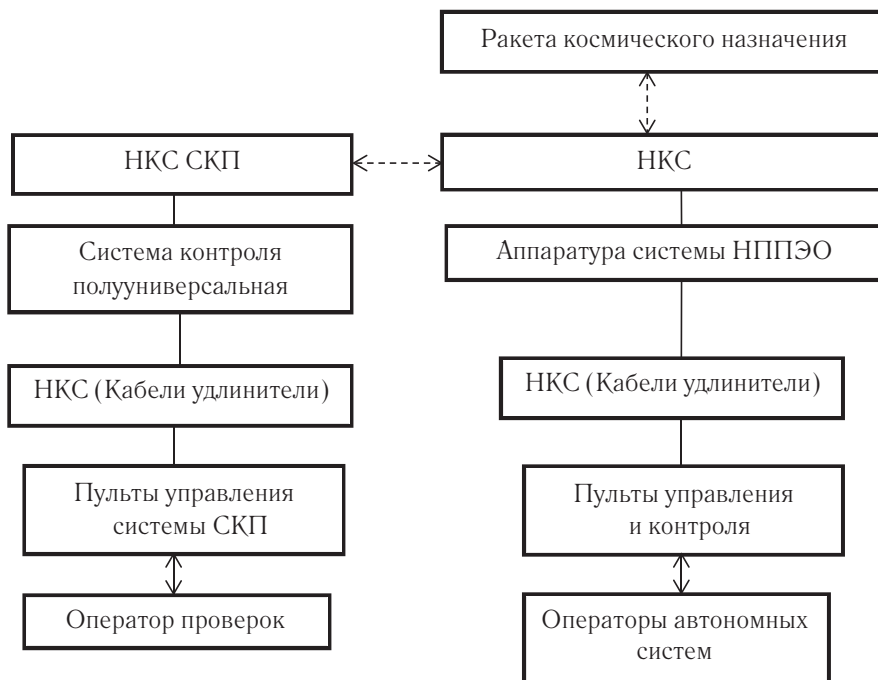 Ракета космического назначения
НКС СКП
НКС
Система контроля
полууниверсальная
Аппаратура системы НППЭО
НКС (Кабели удлинители)
НКС (Кабели удлинители)
Пульты управления
системы СКП
Пульты управления
и контроля
Оператор проверок
Операторы автономных
систем